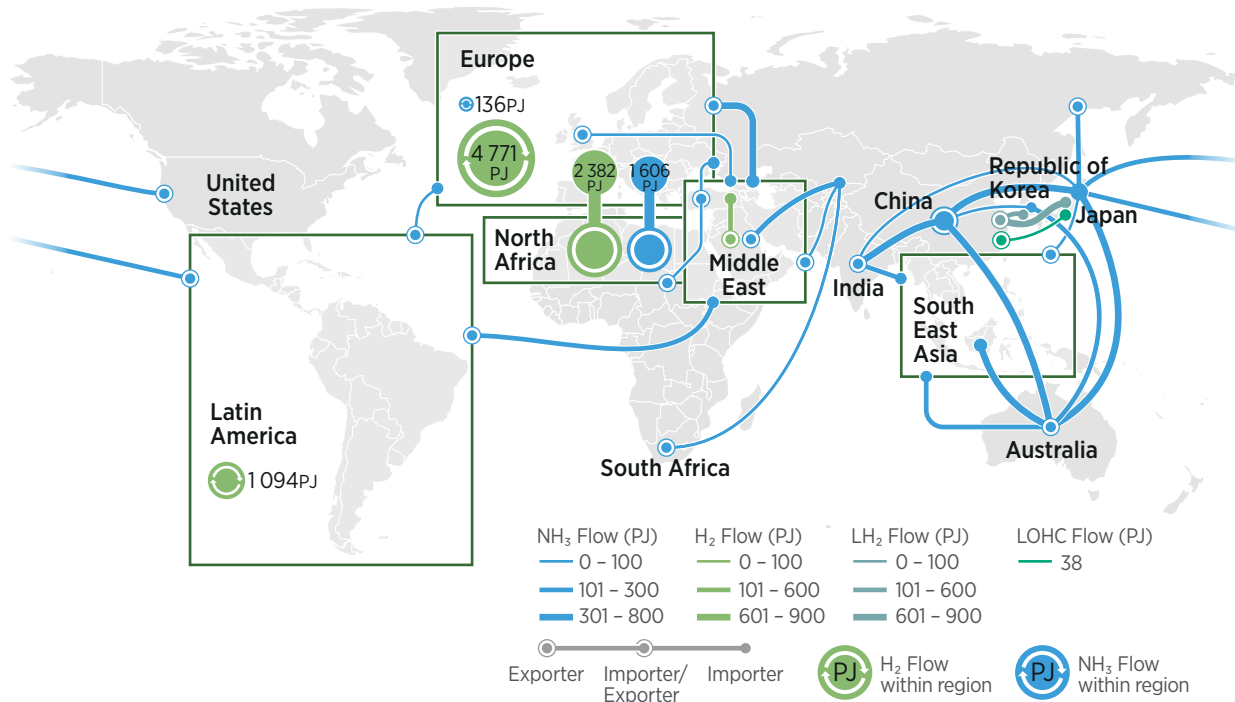 Europe
136PJ
4 771
PJ
2 382
PJ
1 606
PJ
United
States
North
Africa
Middle
East
Republic of
Korea
China
Japan
India
South
East
Asia
Latin
America
1 094PJ
South Africa
Australia
NH₃ Flow (PJ)
0 – 100
101 – 300
301 – 800
H₂ Flow (PJ)
0 – 100
101 – 600
601 – 900
LH₂ Flow (PJ)
0 – 100
101 – 600
601 – 900
LOHC Flow (PJ)
38
Exporter
Importer/
Exporter
Importer
PJ
H₂ Flow
within region
PJ
NH₃ Flow
within region